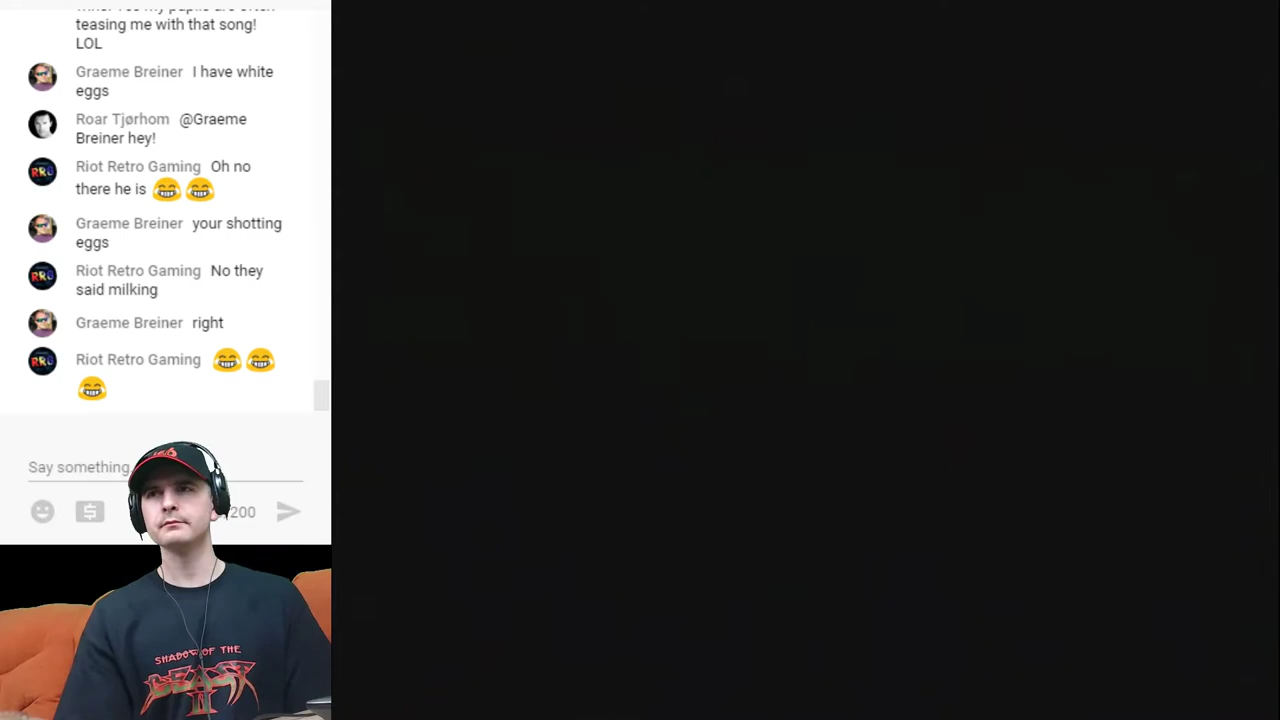 teasing me with that song!
LOL
Graeme Breiner I have white
eggs
Roar Tjørhom @Graeme
Breiner hey!
Riot Retro Gaming Oh no
there he is 😂 😂
Graeme Breiner your shotting
eggs
Riot Retro Gaming No they
said milking
Graeme Breiner right
Riot Retro Gaming 😂 😂
😂
Say something.
/200
SHADOW OF THE
BEAST
II